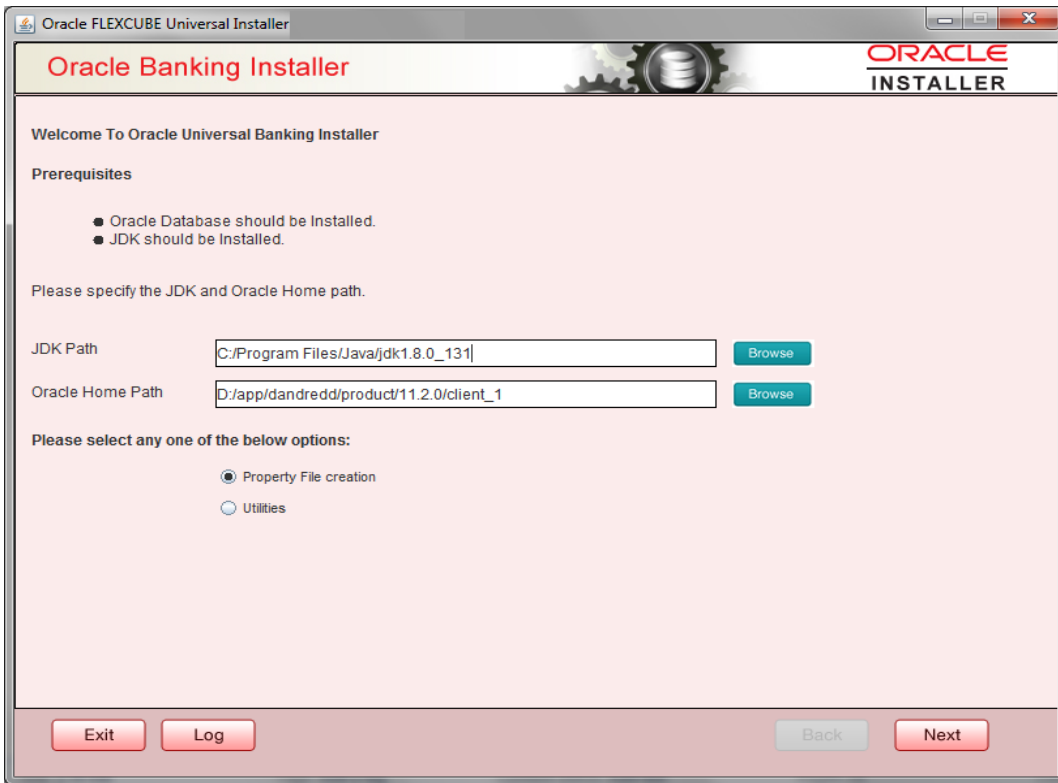 Oracle FLEXCUBE Universal Installer
Oracle Banking Installer
ORACLE
INSTALLER
Welcome To Oracle Universal Banking Installer
Prerequisites
Oracle Database should be Installed.
JDK should be Installed.
Please specify the JDK and Oracle Home path.
JDK Path
C:/Program Files/Java/jdk1.8.0_131
Browse
Oracle Home Path
D:/app/dandredd/product/11.2.0/client_1
Browse
Please select any one of the below options:
Property File creation
Utilities
Exit
Log
Back
Next